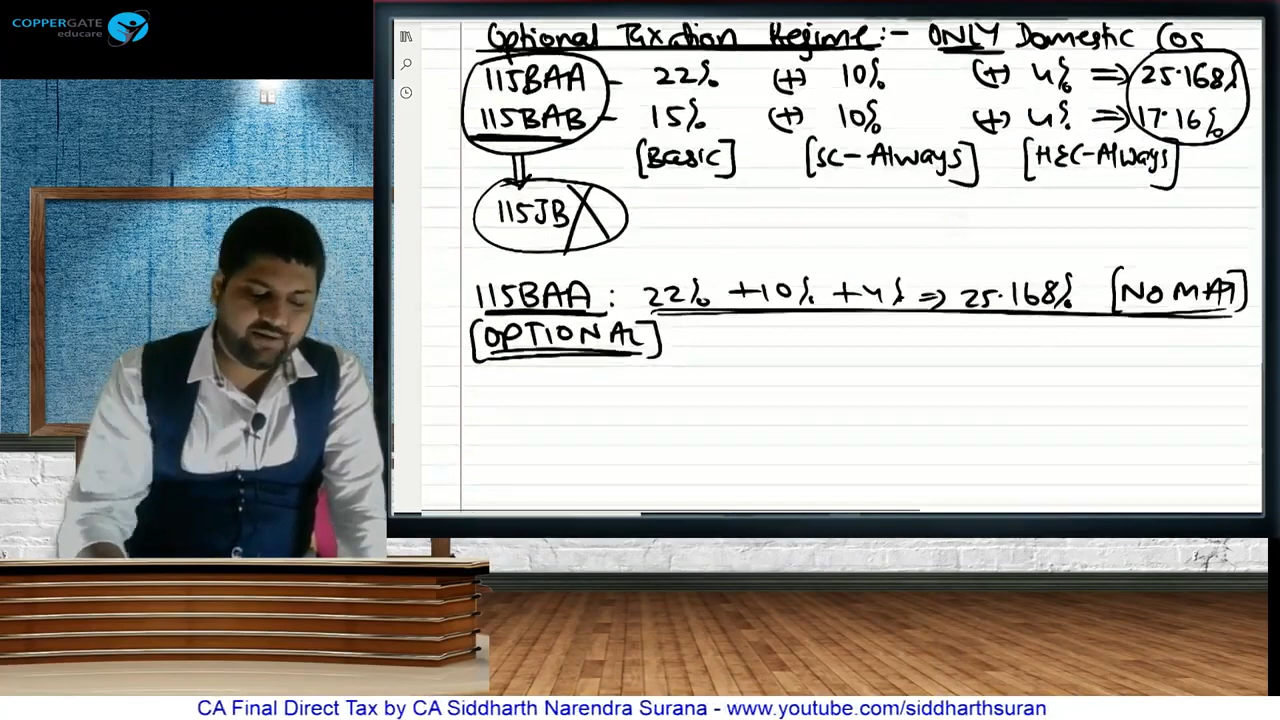 COPPERGATE
educare
Optional Taxation Regime:- ONLY Domestic Cos
115BAA - 22% (+) 10% (+) 4% => 25.168%
115BAB - 15% (+) 10% (+) 4% => 17.16%
[Basic] [SC-Always] [HEC-Always]
115JB X
115BAA : 22% +10% +4% => 25.168% [NO MAT]
[OPTIONAL]
CA Final Direct Tax by CA Siddharth Narendra Surana - www.youtube.com/siddharthsuran